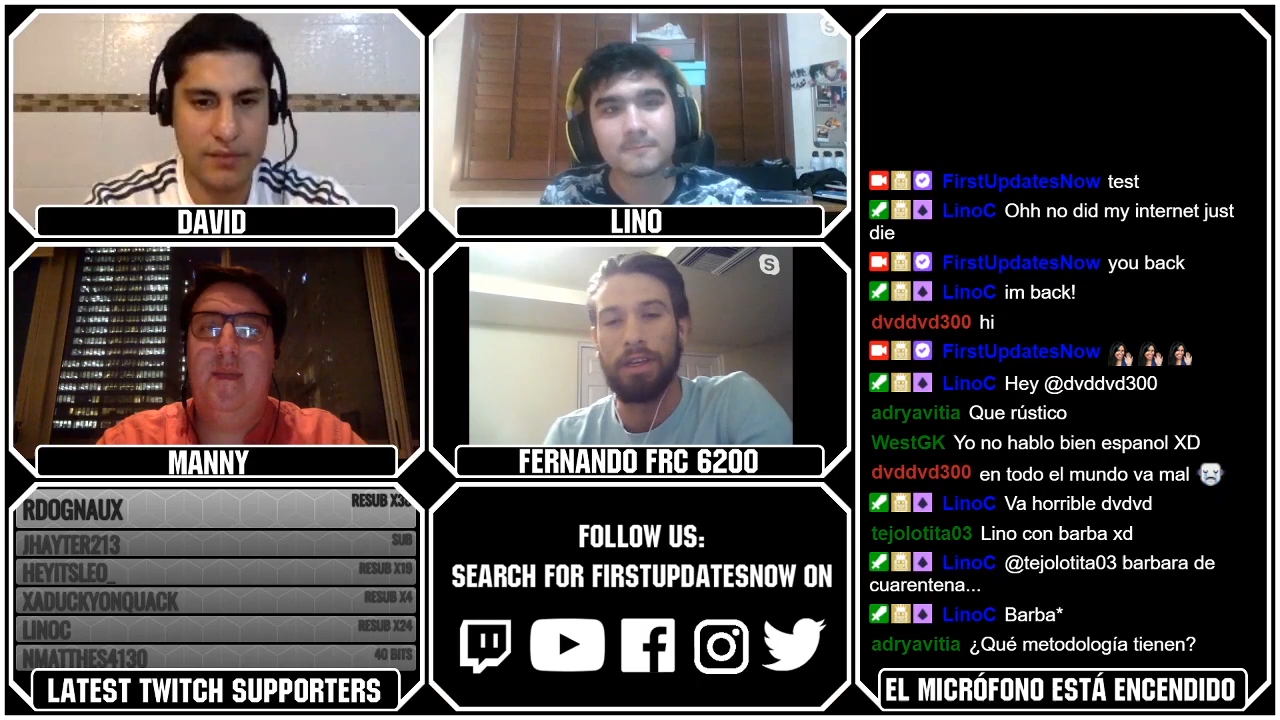 DAVID
LINO
MANNY
FERNANDO FRC 6200
RDOGNAUX RESUB X36
JHAYTER213 SUB
HEYITSLEO_ RESUB X19
XADUCKYONQUACK RESUB X4
LINOC RESUB X24
NMATTHES4130 40 BITS
LATEST TWITCH SUPPORTERS
FOLLOW US:
SEARCH FOR FIRSTUPDATESNOW ON
FirstUpdatesNow test
LinoC Ohh no did my internet just
die
FirstUpdatesNow you back
LinoC im back!
dvddvd300 hi
FirstUpdatesNow
LinoC Hey @dvddvd300
adryavitia Que rústico
WestGK Yo no hablo bien espanol XD
dvddvd300 en todo el mundo va mal
LinoC Va horrible dvdvd
tejolotita03 Lino con barba xd
LinoC @tejolotita03 barbara de
cuarentena...
LinoC Barba*
adryavitia ¿Qué metodología tienen?
EL MICRÓFONO ESTÁ ENCENDIDO